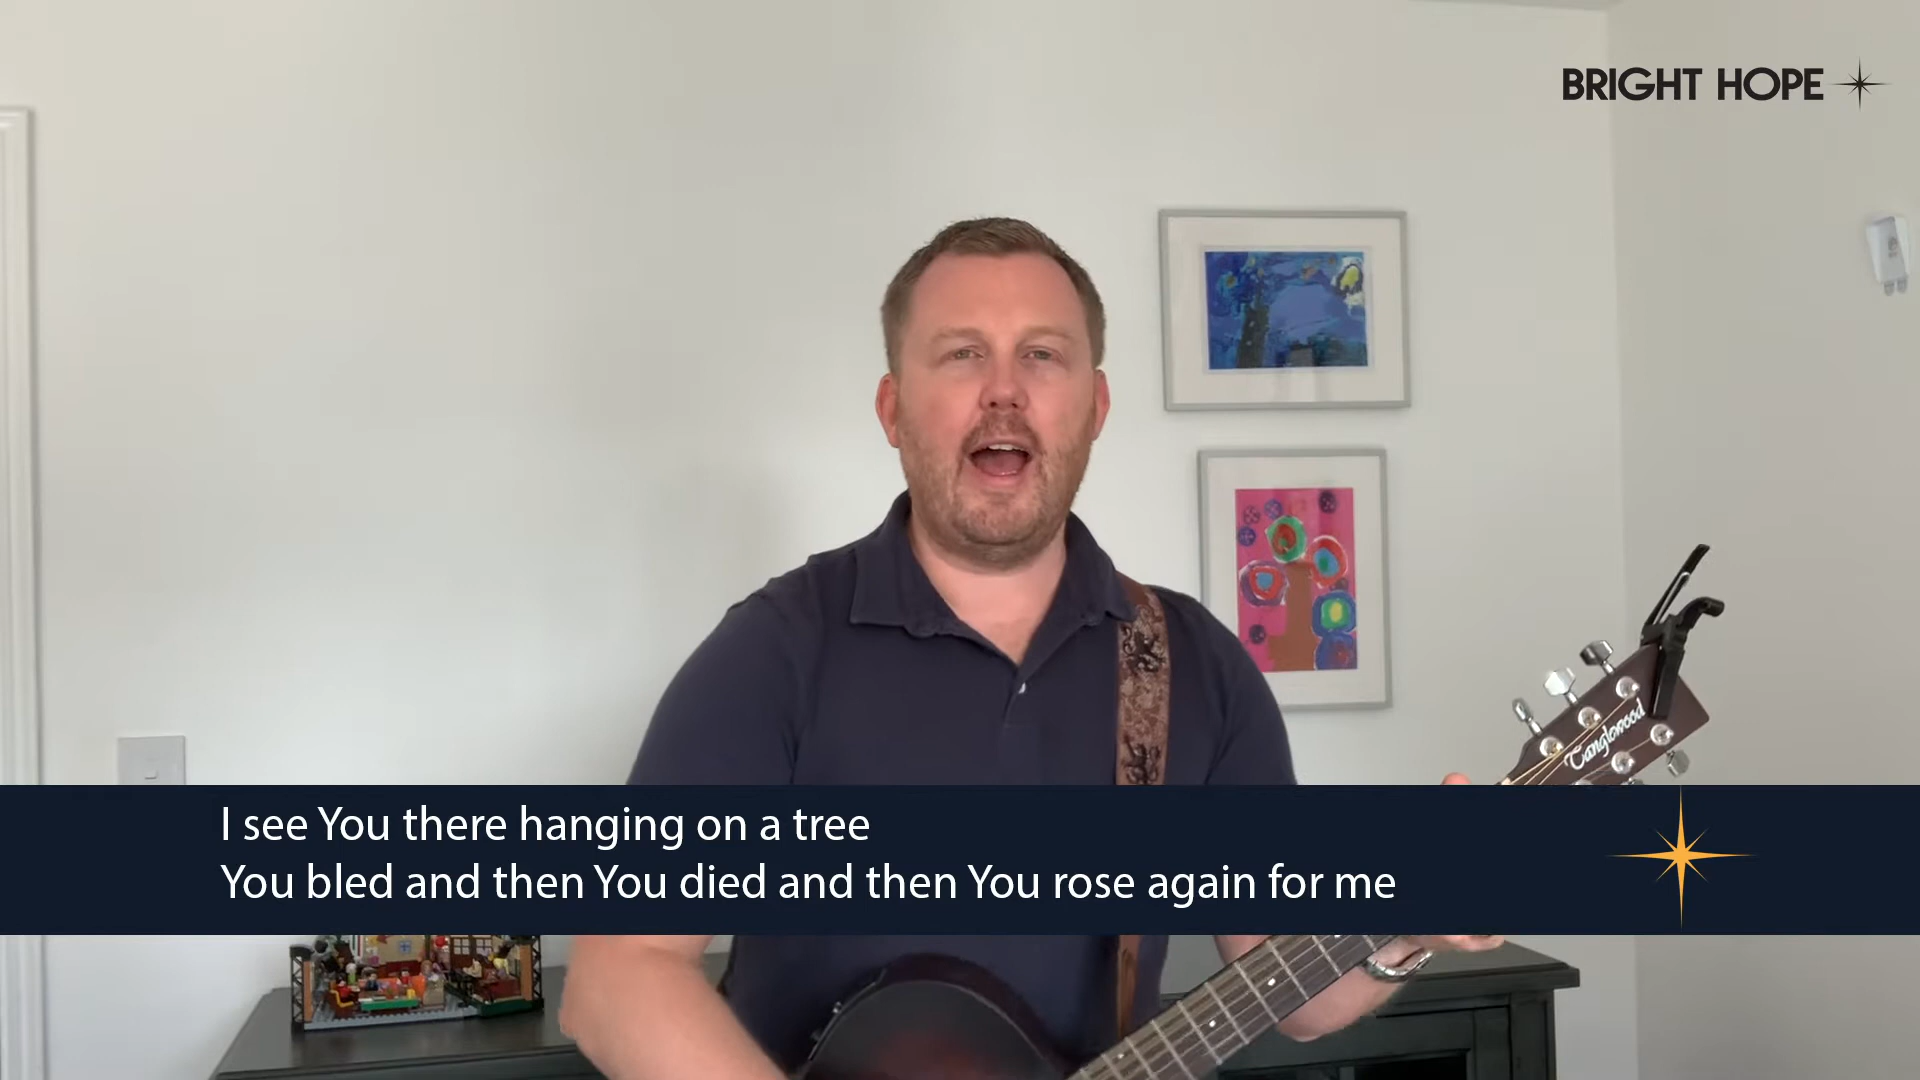 BRIGHT HOPE
Tanglewood
I see You there hanging on a tree
You bled and then You died and then You rose again for me